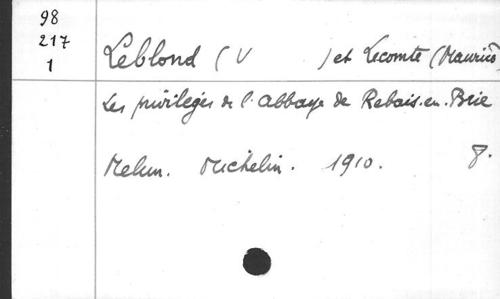 98
217
1
Leblond (V ) et Lecomte (Maurice)
Les privilèges de l'abbaye de Rebais-en-Brie
Melun. Michelin. 1910. 8.